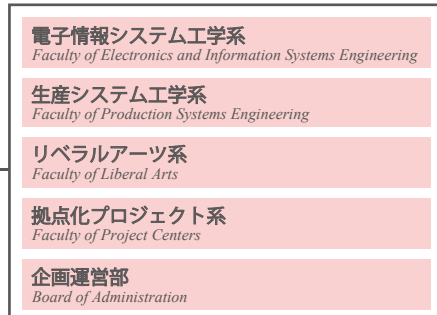 電子情報システム工学系
Faculty of Electronics and Information Systems Engineering
生産システム工学系
Faculty of Production Systems Engineering
リベラルアーツ系
Faculty of Liberal Arts
拠点化プロジェクト系
Faculty of Project Centers
企画運営部
Board of Administration